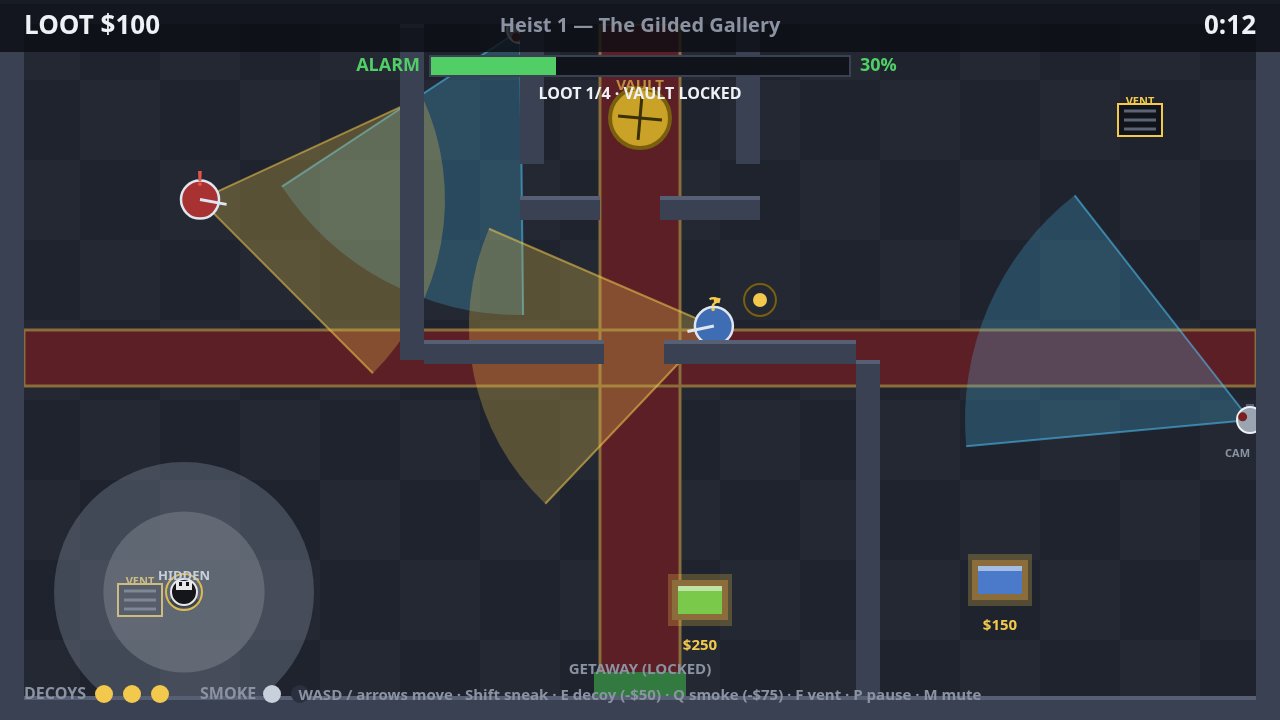 LOOT $100
Heist 1 — The Gilded Gallery
0:12
ALARM
30%
VAULT
LOOT 1/4 · VAULT LOCKED
VENT
!
?
CAM
HIDDEN
VENT
$150
$250
GETAWAY (LOCKED)
DECOYS
SMOKE
WASD / arrows move · Shift sneak · E decoy (-$50) · Q smoke (-$75) · F vent · P pause · M mute